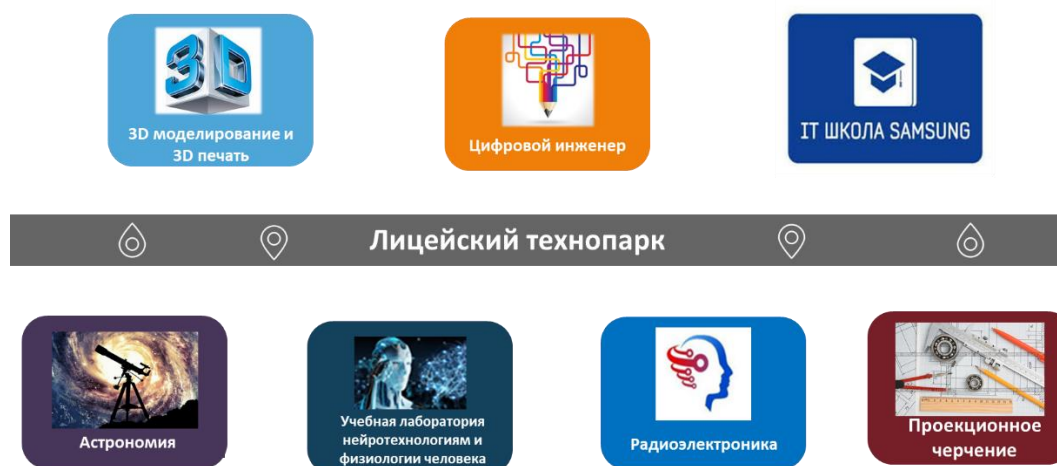 3D
3D моделирование и
3D печать
Цифровой инженер
IT ШКОЛА SAMSUNG
Лицейский технопарк
Астрономия
Учебная лаборатория
нейротехнологиям и
физиологии человека
Радиоэлектроника
Проекционное
черчение